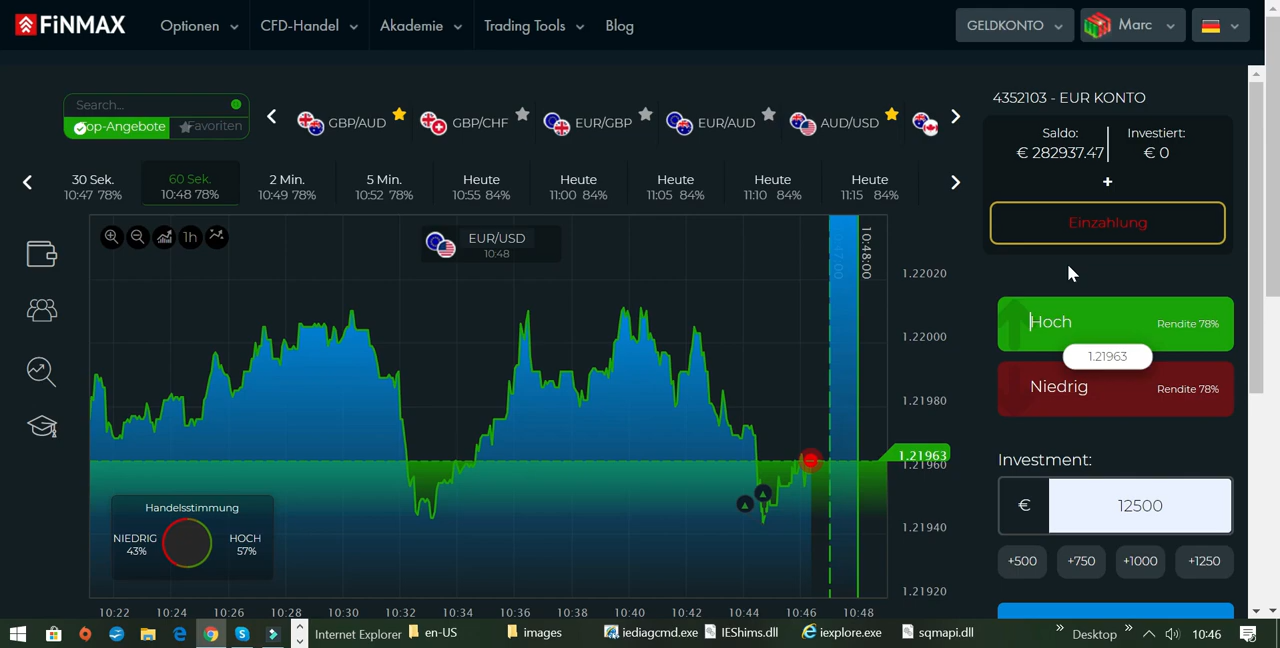 FiNMAX
Optionen
CFD-Handel
Akademie
Trading Tools
Blog
GELDKONTO
Marc
Search...
Top-Angebote
Favoriten
GBP/AUD
GBP/CHF
EUR/GBP
EUR/AUD
AUD/USD
30 Sek.
10:47 78%
60 Sek.
10:48 78%
2 Min.
10:49 78%
5 Min.
10:52 78%
Heute
10:55 84%
Heute
11:00 84%
Heute
11:05 84%
Heute
11:10 84%
Heute
11:15 84%
4352103 - EUR KONTO
Saldo:
€ 282937.47
Investiert:
€ 0
+
Einzahlung
1h
EUR/USD
10:48
10:47:00
10:48:00
1.22020
1.22000
1.21980
1.21963
1.21960
1.21940
1.21920
Handelsstimmung
NIEDRIG
43%
HOCH
57%
10:22
10:24
10:26
10:28
10:30
10:32
10:34
10:36
10:38
10:40
10:42
10:44
10:46
10:48
Hoch
Rendite 78%
1.21963
Niedrig
Rendite 78%
Investment:
€
12500
+500
+750
+1000
+1250
Internet Explorer
en-US
images
iediagcmd.exe
IEShims.dll
iexplore.exe
sqmapi.dll
Desktop
10:46